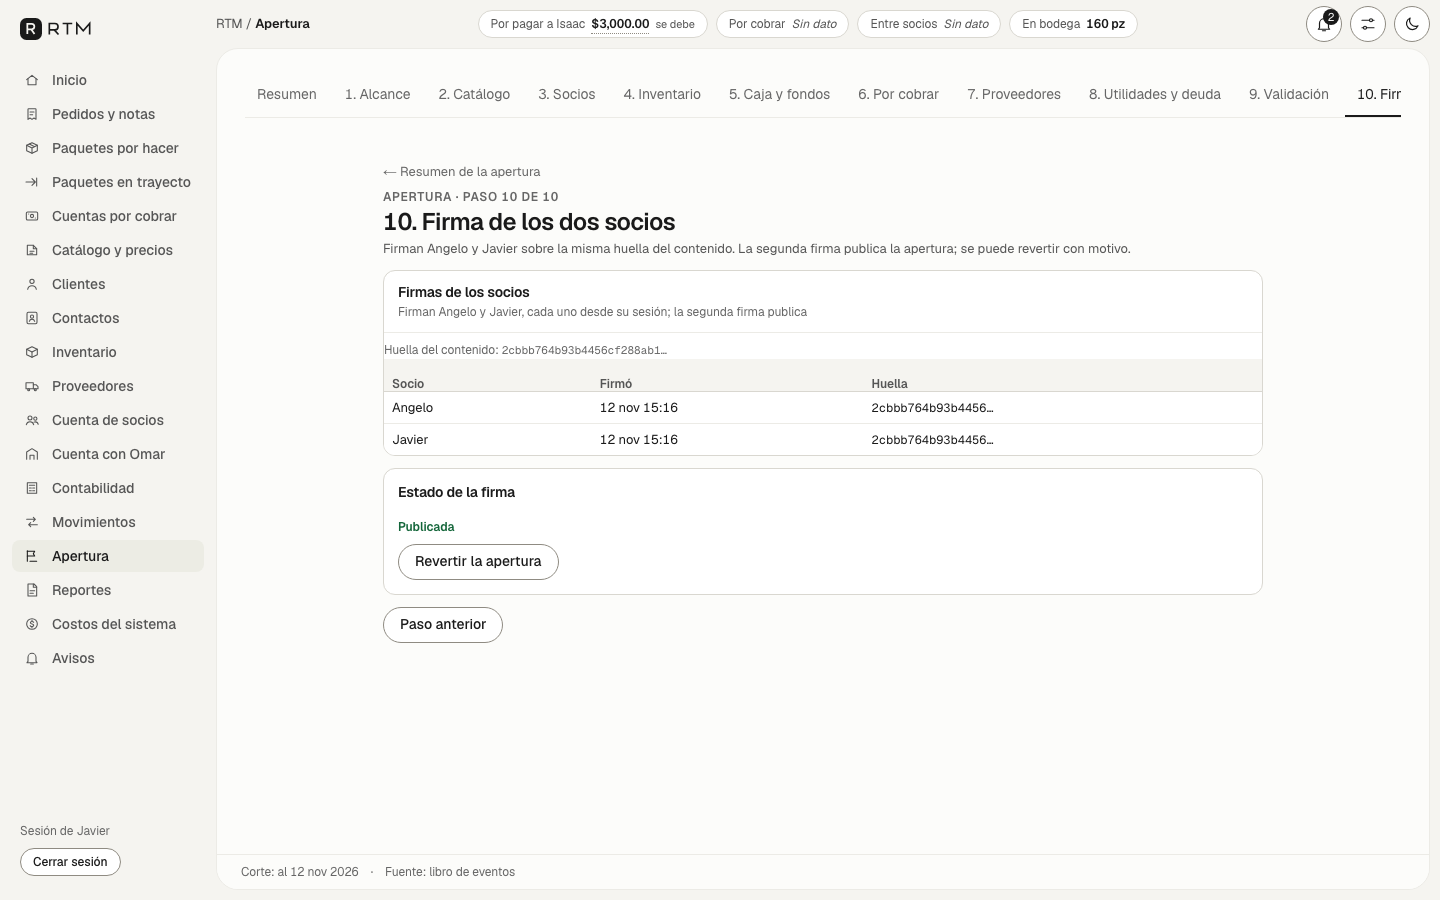 R RTM
RTM / Apertura
Por pagar a Isaac $3,000.00 se debe
Por cobrar Sin dato
Entre socios Sin dato
En bodega 160 pz
2
Inicio
Pedidos y notas
Paquetes por hacer
Paquetes en trayecto
Cuentas por cobrar
Catálogo y precios
Clientes
Contactos
Inventario
Proveedores
Cuenta de socios
Cuenta con Omar
Contabilidad
Movimientos
Apertura
Reportes
Costos del sistema
Avisos
Sesión de Javier
Cerrar sesión
Resumen 1. Alcance 2. Catálogo 3. Socios 4. Inventario 5. Caja y fondos 6. Por cobrar 7. Proveedores 8. Utilidades y deuda 9. Validación 10. Firr
← Resumen de la apertura
APERTURA · PASO 10 DE 10
10. Firma de los dos socios
Firman Angelo y Javier sobre la misma huella del contenido. La segunda firma publica la apertura; se puede revertir con motivo.
Firmas de los socios
Firman Angelo y Javier, cada uno desde su sesión; la segunda firma publica
Huella del contenido: 2cbbb764b93b4456cf288ab1…
Socio Firmó Huella
Angelo 12 nov 15:16 2cbbb764b93b4456…
Javier 12 nov 15:16 2cbbb764b93b4456…
Estado de la firma
Publicada
Revertir la apertura
Paso anterior
Corte: al 12 nov 2026 · Fuente: libro de eventos